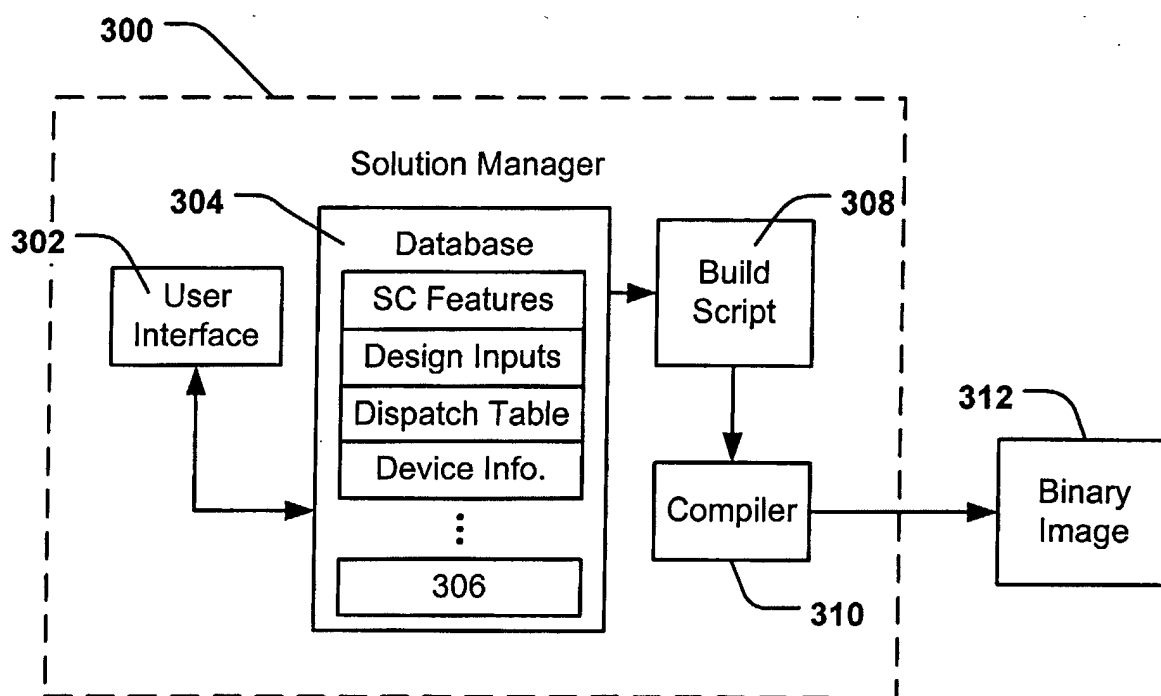 300
Solution Manager
304
308
302
Database
User
Interface
SC Features
Design Inputs
Dispatch Table
Device Info.
306
Build
Script
312
Compiler
Binary
Image
310